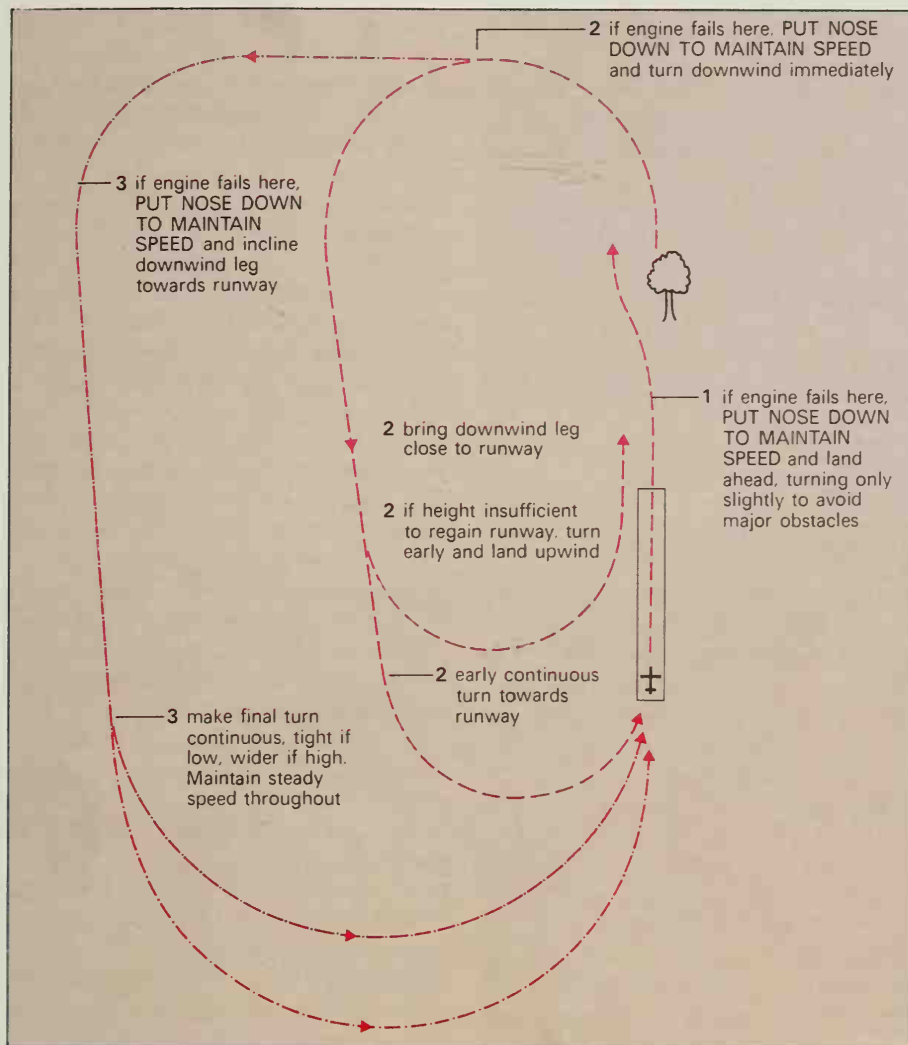 2 if engine fails here, PUT NOSE
DOWN TO MAINTAIN SPEED
and turn downwind immediately
3 if engine fails here,
PUT NOSE DOWN
TO MAINTAIN
SPEED and incline
downwind leg
towards runway
1 if engine fails here,
PUT NOSE DOWN
TO MAINTAIN
SPEED and land
ahead, turning only
slightly to avoid
major obstacles
2 bring downwind leg
close to runway
2 if height insufficient
to regain runway, turn
early and land upwind
2 early continuous
turn towards
runway
3 make final turn
continuous, tight if
low, wider if high.
Maintain steady
speed throughout